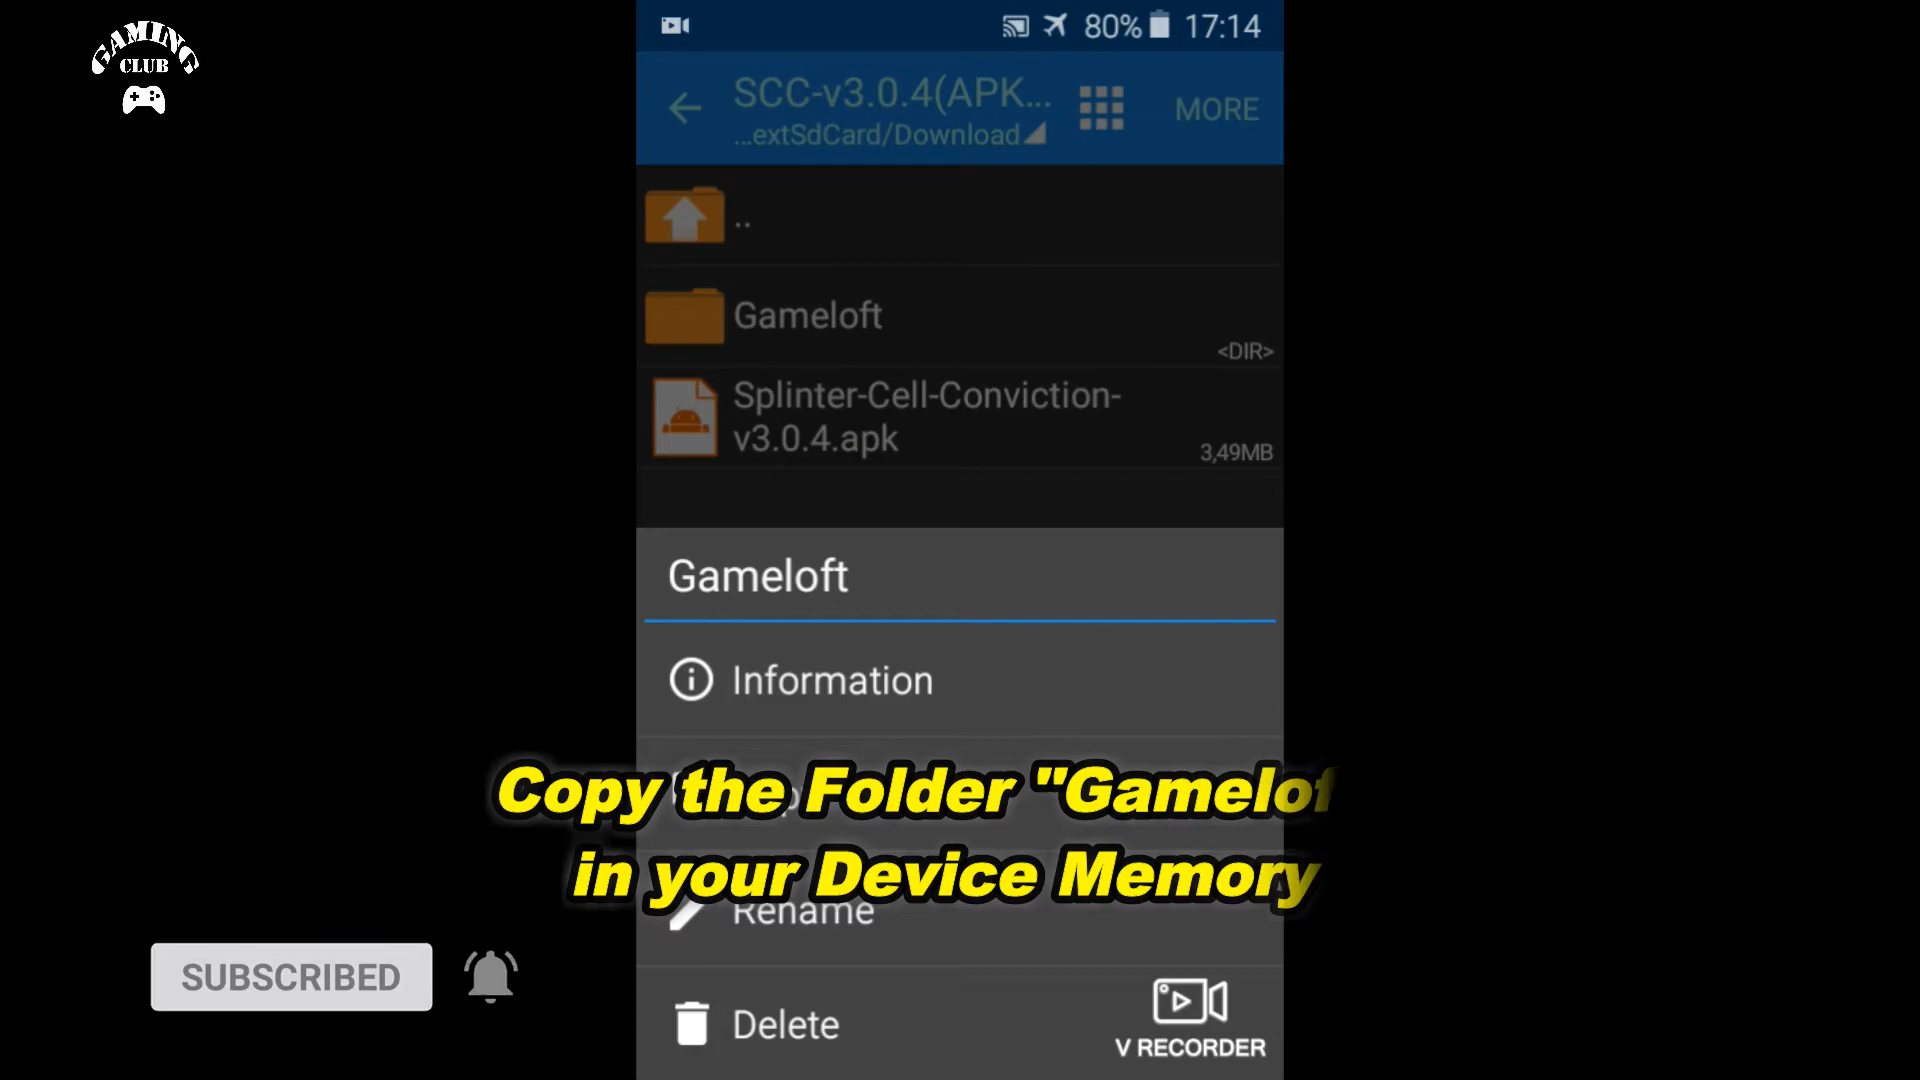 GAMING
CLUB
80% 17:14
SCC-v3.0.4(APK...
...extSdCard/Download
MORE
..
Gameloft
<DIR>
Splinter-Cell-Conviction-
v3.0.4.apk
3,49MB
Gameloft
Information
Copy the Folder "Gamelof
in your Device Memory
Rename
SUBSCRIBED
Delete
V RECORDER